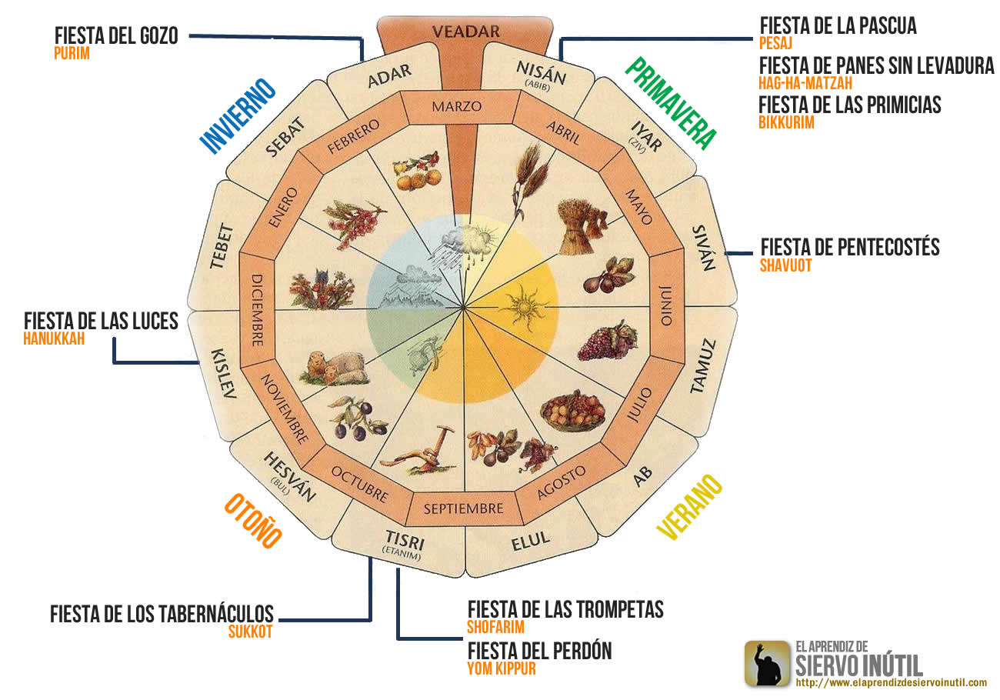 FIESTA DEL GOZO
PURIM
VEADAR
FIESTA DE LA PASCUA
PESAJ
FIESTA DE PANES SIN LEVADURA
HAG-HA-MATZAH
FIESTA DE LAS PRIMICIAS
BIKKURIM
INVIERNO
PRIMAVERA
ADAR
NISÁN
(ABIB)
IYAR
(ZIV)
SIVÁN
TAMUZ
AB
ELUL
TISRI
(ETANIM)
HESVÁN
(BUL)
KISLEV
TEBET
SEBAT
MARZO
ABRIL
MAYO
JUNIO
JULIO
AGOSTO
SEPTIEMBRE
OCTUBRE
NOVIEMBRE
DICIEMBRE
ENERO
FEBRERO
FIESTA DE PENTECOSTÉS
SHAVUOT
FIESTA DE LAS LUCES
HANUKKAH
OTOÑO
VERANO
FIESTA DE LOS TABERNÁCULOS
SUKKOT
FIESTA DE LAS TROMPETAS
SHOFARIM
FIESTA DEL PERDÓN
YOM KIPPUR
EL APRENDIZ DE
SIERVO INÚTIL
http://www.elaprendizdesiervoinutil.com